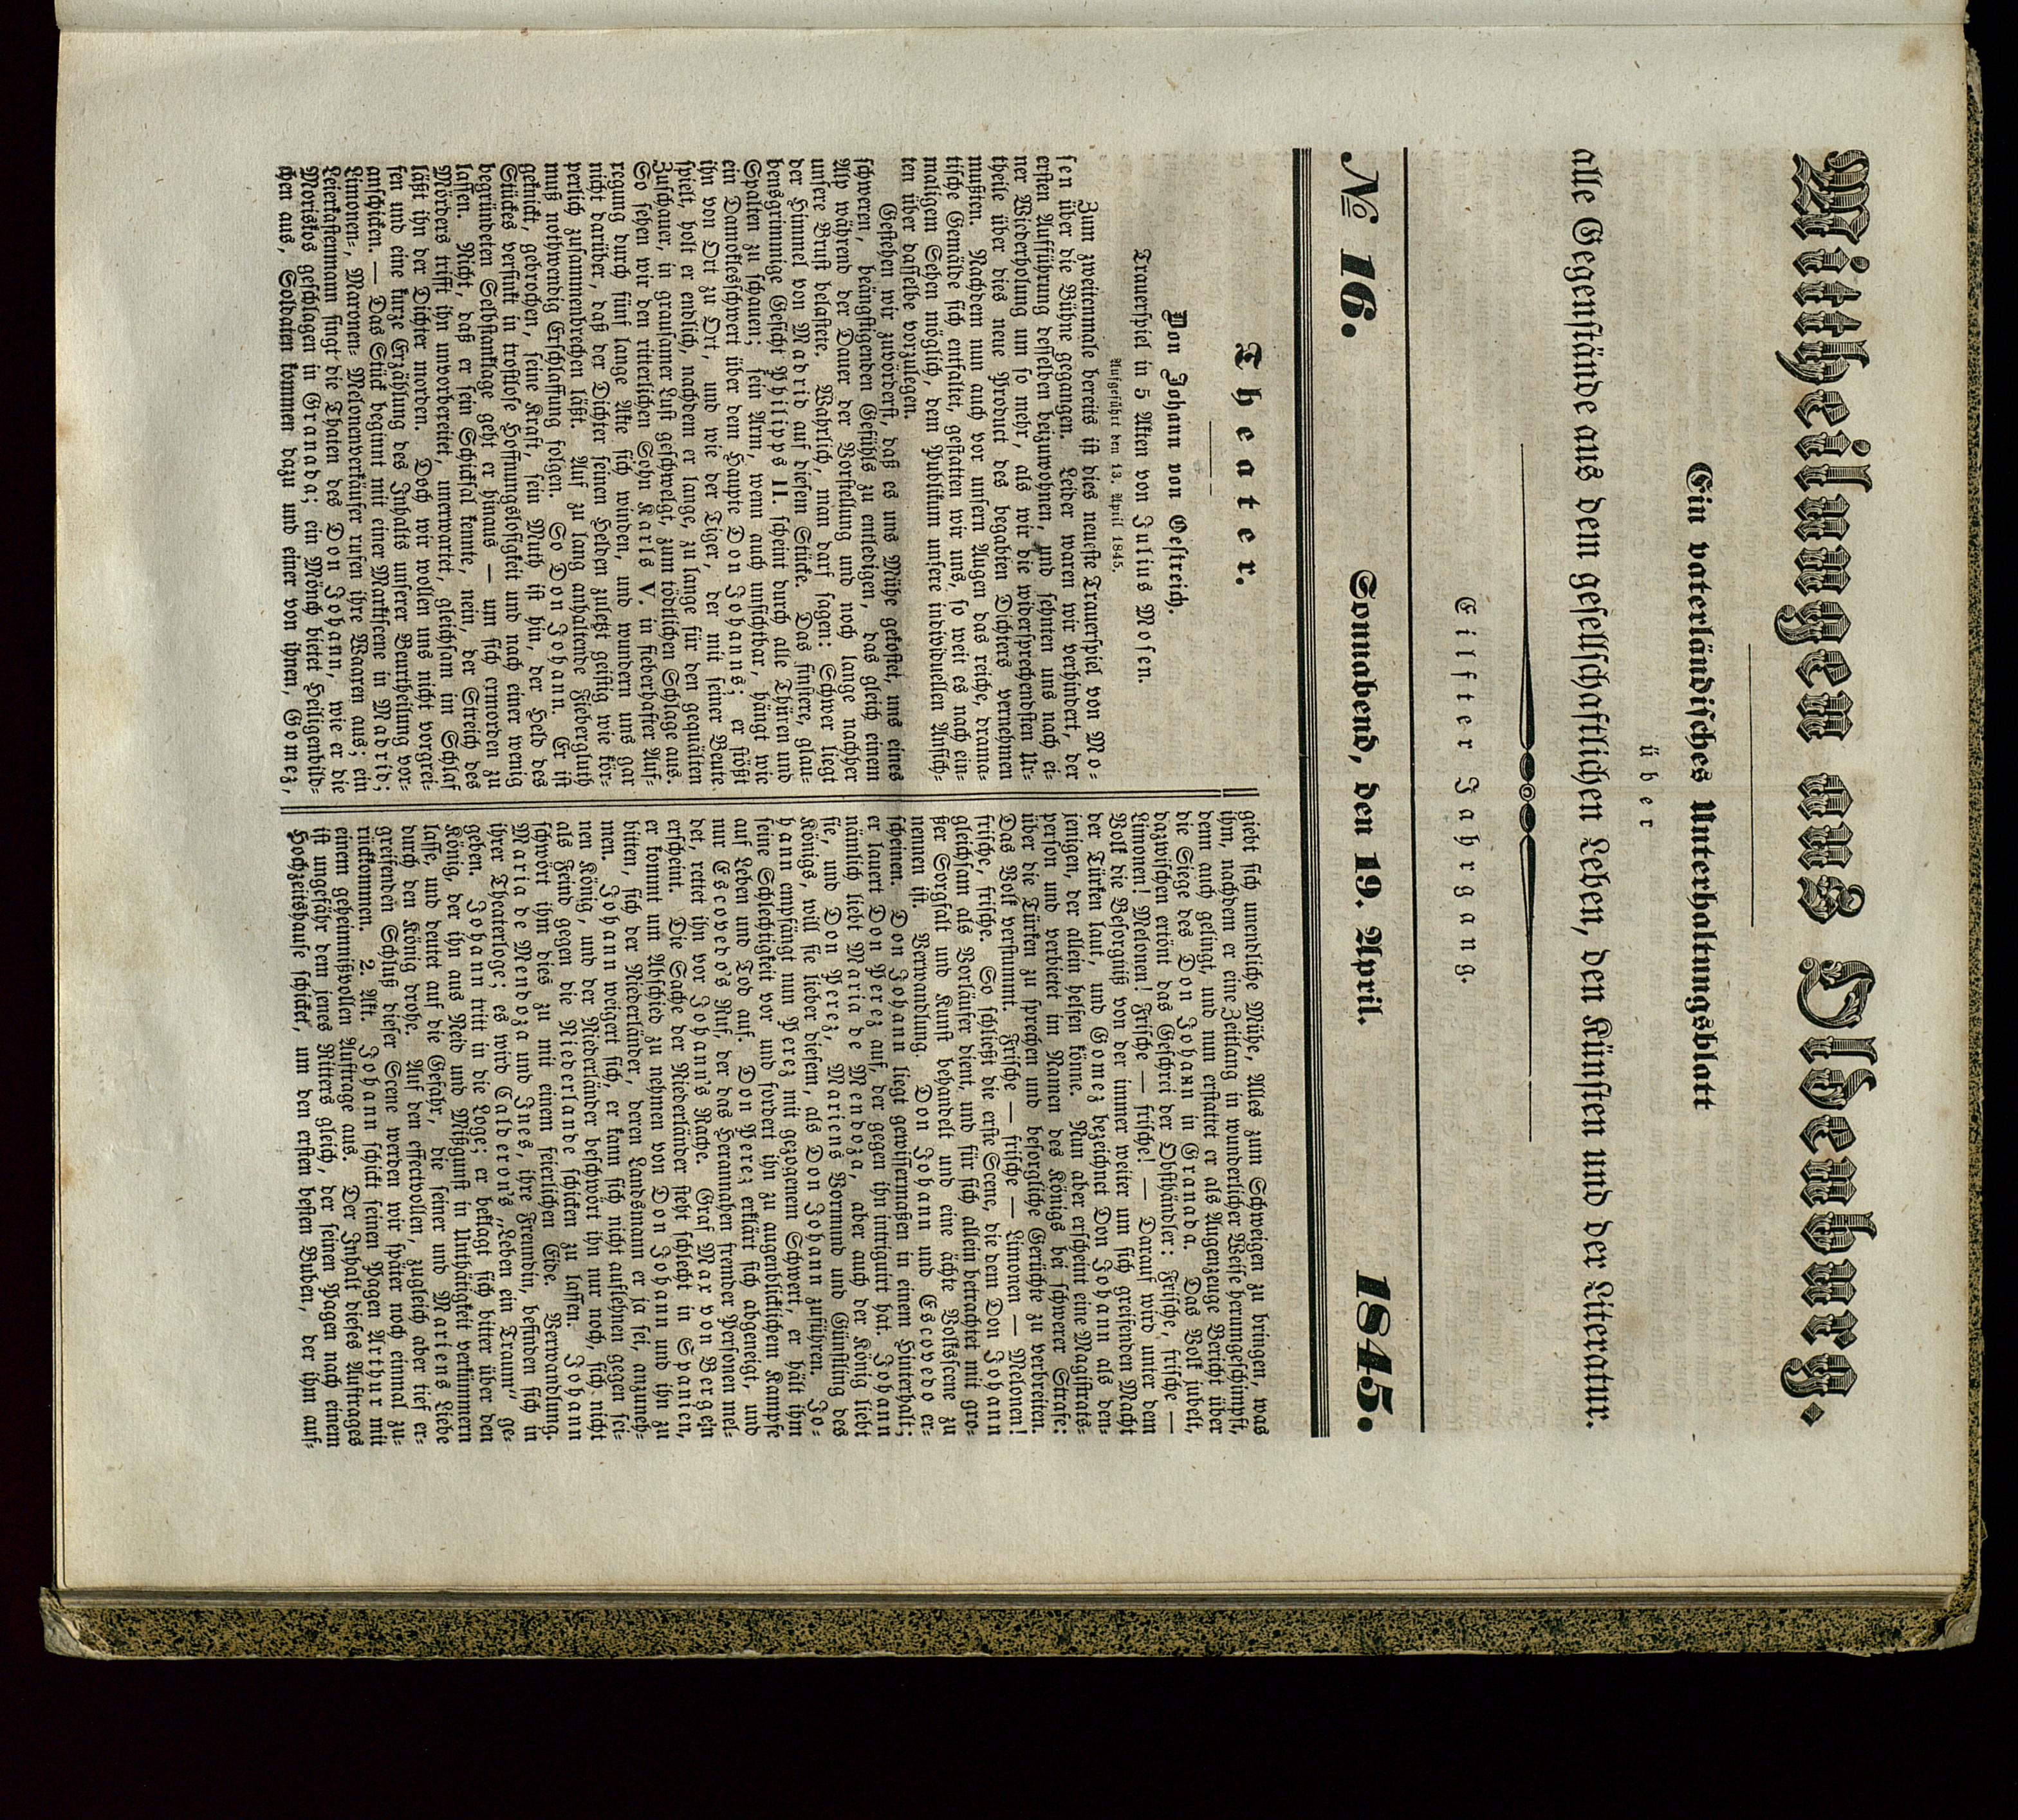 Mittheilungen aus Oldenburg.
Ein vaterländisches Unterhaltungsblatt
über
alle Gegenstände aus dem gesellschaftlichen Leben, den Künsten und der Literatur.
Eilfter Jahrgang.
№ 16. Sonnabend, den 19. April. 1845.
Theater.
Don Johann von Oestreich.
Trauerspiel in 5 Akten von Julius Mosen.
Aufgeführt den 13. April 1845.
Zum zweitenmale bereits ist dies neueste Trauerspiel von Mo-
sen über die Bühne gegangen. Leider waren wir verhindert, der
ersten Aufführung desselben beizuwohnen, und sehnten uns nach ei-
ner Wiederholung um so mehr, als wir die widersprechendsten Ur-
theile über dies neue Product des begabten Dichters vernehmen
mußten. Nachdem nun auch vor unsern Augen das reiche, drama-
tische Gemälde sich entfaltet, gestatten wir uns, so weit es nach ein-
maligem Sehen möglich, dem Publikum unsere individuellen Ansich-
ten über dasselbe vorzulegen.
Gestehen wir zuvörderst, daß es uns Mühe gekostet, uns eines
schweren, beängstigenden Gefühls zu entledigen, das gleich einem
Alp während der Dauer der Vorstellung und noch lange nachher
unsere Brust belastete. Wahrlich, man darf sagen: Schwer liegt
der Himmel von Madrid auf diesem Stücke. Das finstere, glau-
bensgrimmige Gesicht Philipps II. scheint durch alle Thüren und
Spalten zu schauen; sein Arm, wenn auch unsichtbar, hängt wie
ein Damoklesschwert über dem Haupte Don Johanns; er stößt
ihn von Ort zu Ort, und wie der Tiger, der mit seiner Beute
spielt, holt er endlich, nachdem er lange, zu lange für den gequälten
Zuschauer, in grausamer Lust geschwelgt, zum tödtlichen Schlage aus.
So sehen wir den ritterlichen Sohn Karls V. in fieberhafter Auf-
regung durch fünf lange Akte sich winden, und wundern uns gar
nicht darüber, daß der Dichter seinen Helden zuletzt geistig wie kör-
perlich zusammenbrechen läßt. Auf zu lang anhaltende Fiebergluth
muß nothwendig Erschlaffung folgen. So Don Johann. Er ist
geknickt, gebrochen, seine Kraft, sein Muth ist hin, der Held des
Stückes versinkt in trostlose Hoffnungslosigkeit und nach einer wenig
begründeten Selbstanklage geht er hinaus — um sich ermorden zu
lassen. Nicht, daß er sein Schicksal kennte, nein, der Streich des
Mörders trifft ihn unvorbereitet, unerwartet, gleichsam im Schlaf
läßt ihn der Dichter morden. Doch wir wollen uns nicht vorgrei-
fen und eine kurze Erzählung des Inhalts unserer Beurtheilung vor-
anschicken. — Das Stück beginnt mit einer Marktscene in Madrid;
Limonen-, Maronen- Melonenverkäufer rufen ihre Waaren aus; ein
Leierkastenmann singt die Thaten des Don Johann, wie er die
Moriskos geschlagen in Granada; ein Mönch bietet Heiligenbild-
chen aus, Soldaten kommen dazu und einer von ihnen, Gomez,
giebt sich unendliche Mühe, Alles zum Schweigen zu bringen, was
ihm, nachdem er eine Zeitlang in wunderlicher Weise herumgeschimpft,
denn auch gelingt, und nun erstattet er als Augenzeuge Bericht über
die Siege des Don Johann in Granada. Das Volk jubelt,
dazwischen ertönt das Geschrei der Obsthändler: Frische, frische —
Limonen! Melonen! Frische — frische! — Darauf wird unter dem
Volk die Besorgniß von der immer weiter um sich greifenden Macht
der Türken laut, und Gomez bezeichnet Don Johann als den-
jenigen, der allein helfen könne. Nun aber erscheint eine Magistrats-
person und verbietet im Namen des Königs bei schwerer Strafe:
über die Türken zu sprechen und besorgliche Gerüchte zu verbreiten.
Das Volk verstummt. Frische — frische — Limonen — Melonen!
frische, frische. So schließt die erste Scene, die dem Don Johann
gleichsam als Vorläufer dient, und für sich allein betrachtet mit gro-
ßer Sorgfalt und Kunst behandelt und eine ächte Volksscene zu
nennen ist. Verwandlung. Don Johann und Escovedo er-
scheinen. Don Johann liegt gewissermaßen in einem Hinterhalt;
er lauert Don Perez auf, der gegen ihn intriguirt hat. Johann
nämlich liebt Maria de Mendoza, aber auch der König liebt
sie, und Don Perez, Mariens Vormund und Günstling des
Königs, will sie lieber diesem, als Don Johann zuführen. Jo-
hann empfängt nun Perez mit gezogenem Schwert, er hält ihm
seine Schlechtigkeit vor und fordert ihn zu augenblicklichem Kampfe
auf Leben und Tod auf. Don Perez erklärt sich abgeneigt, und
nur Escovedo's Ruf, der das Herannahen fremder Personen mel-
det, rettet ihn vor Johann's Rache. Graf Mar von Bergen
erscheint. Die Sache der Niederländer steht schlecht in Spanien,
er kommt um Abschied zu nehmen von Don Johann und ihn zu
bitten, sich der Niederländer, deren Landsmann er ja sei, anzuneh-
men. Johann weigert sich, er kann sich nicht auflehnen gegen sei-
nen König, und der Niederländer beschwört ihn nur noch, sich nicht
als Feind gegen die Niederlande schicken zu lassen. Johann
schwört ihm dies zu mit einem feierlichen Eide. Verwandlung.
Maria de Mendoza und Ines, ihre Freundin, befinden sich in
ihrer Theaterloge; es wird Calderon's „Leben ein Traum" ge-
geben. Johann tritt in die Loge; er beklagt sich bitter über den
König, der ihn aus Neid und Mißgunst in Unthätigkeit verkümmern
lasse, und deutet auf die Gefahr, die seiner und Mariens Liebe
durch den König drohe. Auf den effectvollen, zugleich aber tief er-
greifenden Schluß dieser Scene werden wir später noch einmal zu-
rückkommen. 2. Akt. Johann schickt seinen Pagen Arthur mit
einem geheimnißvollen Auftrage aus. Der Inhalt dieses Auftrages
ist ungefähr dem jenes Ritters gleich, der seinen Pagen nach einem
Hochzeitshause schicket, um den ersten besten Buben, der ihm auf-